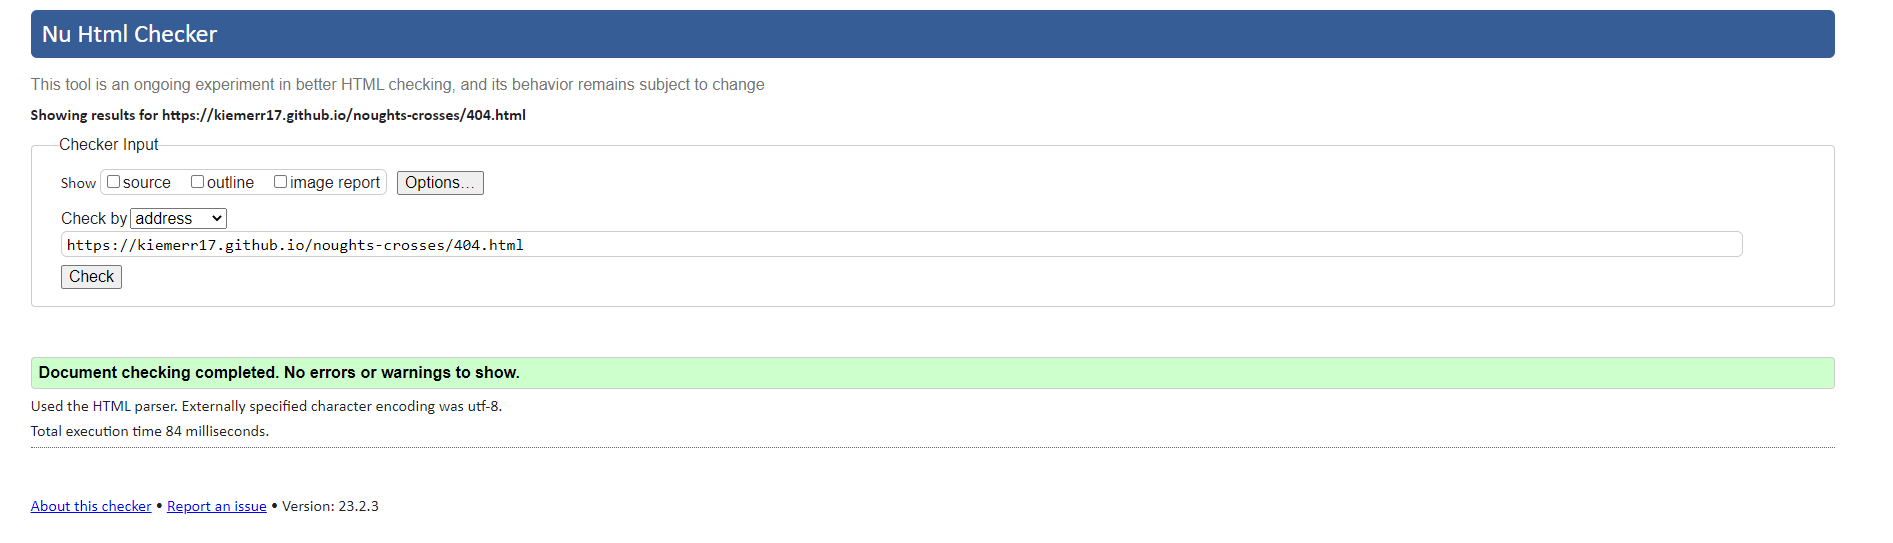 Nu Html Checker
This tool is an ongoing experiment in better HTML checking, and its behavior remains subject to change
Showing results for https://kiemerr17.github.io/noughts-crosses/404.html
Checker Input
Show source outline image report Options...
Check by address
https://kiemerr17.github.io/noughts-crosses/404.html
Check
Document checking completed. No errors or warnings to show.
Used the HTML parser. Externally specified character encoding was utf-8.
Total execution time 84 milliseconds.
About this checker • Report an issue • Version: 23.2.3